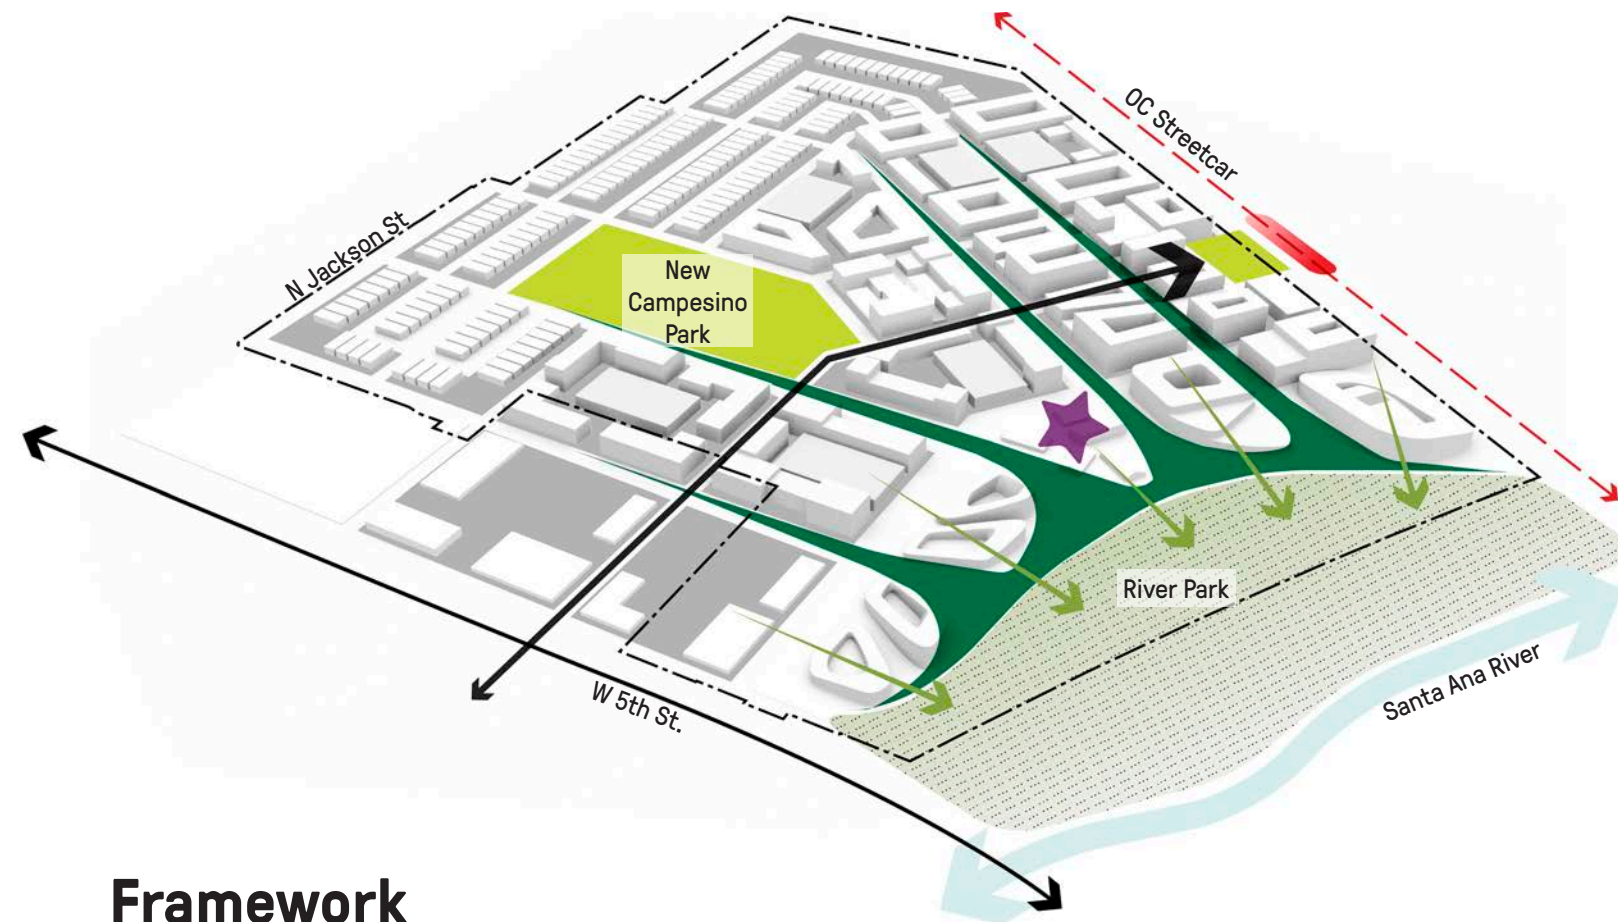 OC Streetcar
N Jackson St
New
Campesino
Park
River Park
Santa Ana River
W 5th St.
Framework